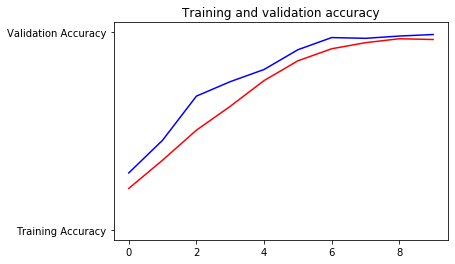 Training and validation accuracy
Validation Accuracy
Training Accuracy
0 2 4 6 8